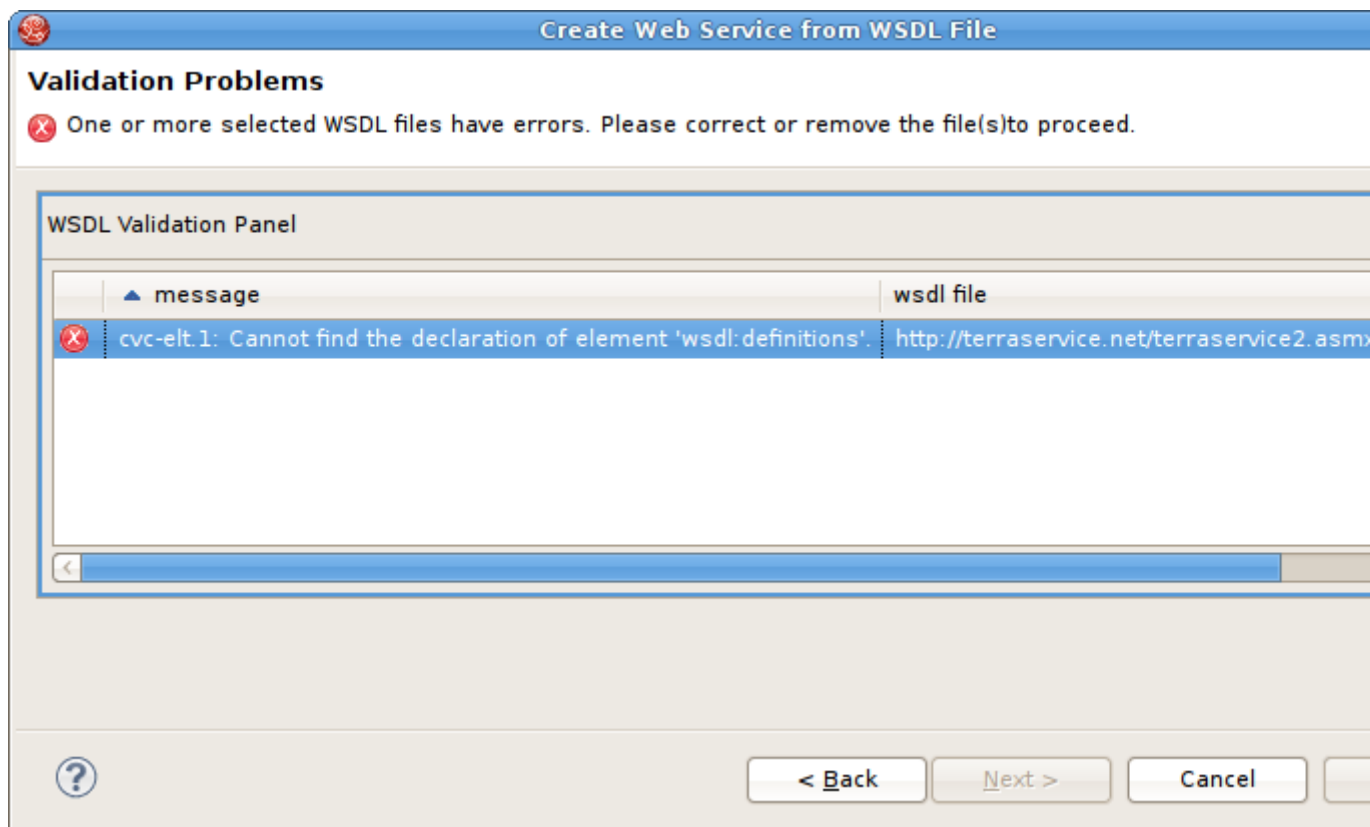 Create Web Service from WSDL File
Validation Problems
One or more selected WSDL files have errors. Please correct or remove the file(s)to proceed.
WSDL Validation Panel
message wsdl file
cvc-elt.1: Cannot find the declaration of element 'wsdl:definitions'. http://terraservice.net/terraservice2.asmx
< Back Next > Cancel